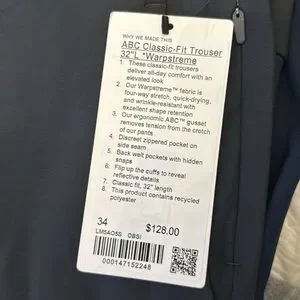 WHY WE MADE THIS
ABC Classic-Fit Trouser
32"L *Warpstreme
1. These classic-fit trousers
deliver all-day comfort with an
elevated look
2. Our Warpstreme™ fabric is
four-way stretch, quick-drying,
and wrinkle-resistant with
excellent shape retention
3. Our ergonomic ABC™ gusset
removes tension from the crotch
of our pants
4. Discreet zippered pocket on
side seam
5. Back welt pockets with hidden
snaps
6. Flip up the cuffs to reveal
reflective details
7. Classic fit, 32" length
8. This product contains recycled
polyester
34
$128.00
LM5AO5S OBSI
000147152248